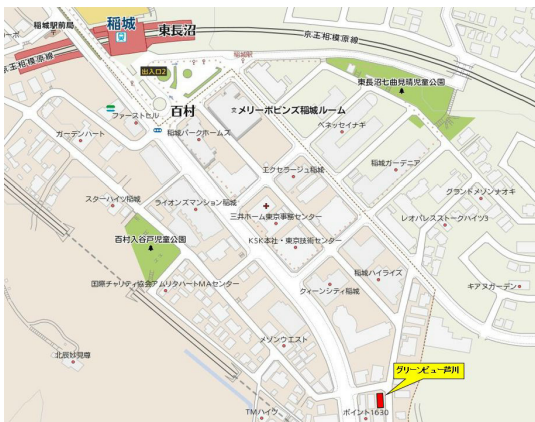 稲城駅前局
稲城
東長沼
京王相模原線
稲城駅
京王相模原線
出入口2
東長沼七曲見晴児童公園
百村
メリーポピンズ稲城ルーム
ファーストヒル
ベネッセイナギ
ガーデンハート
稲城パークホームズ
エクセラージュ稲城
稲城ガーデニア
グランドメゾンナオキ
スターハイツ稲城
ライオンズマンション稲城
三井ホーム東京事務センター
レオパレスストークハイツ3
百村入谷戸児童公園
KSK本社・東京技術センター
稲城ハイライズ
国際チャリティ協会アムリタハートMAセンター
クィーンシティ稲城
キアヌガーデン
メゾンウエスト
北辰妙見尊
グリーンビュー芦川
TMハイツ
ポイント1630